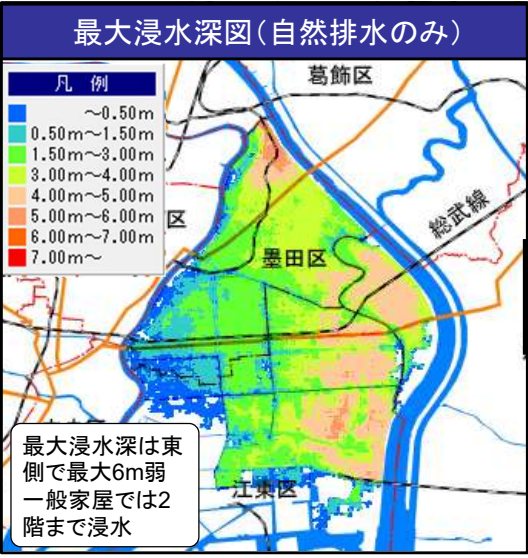 最大浸水深図(自然排水のみ)
凡 例
～0.50m
0.50m～1.50m
1.50m～3.00m
3.00m～4.00m
4.00m～5.00m
5.00m～6.00m
6.00m～7.00m
7.00m～
葛飾区
区
総武線
墨田区
江東区
最大浸水深は東
側で最大6m弱
一般家屋では2
階まで浸水